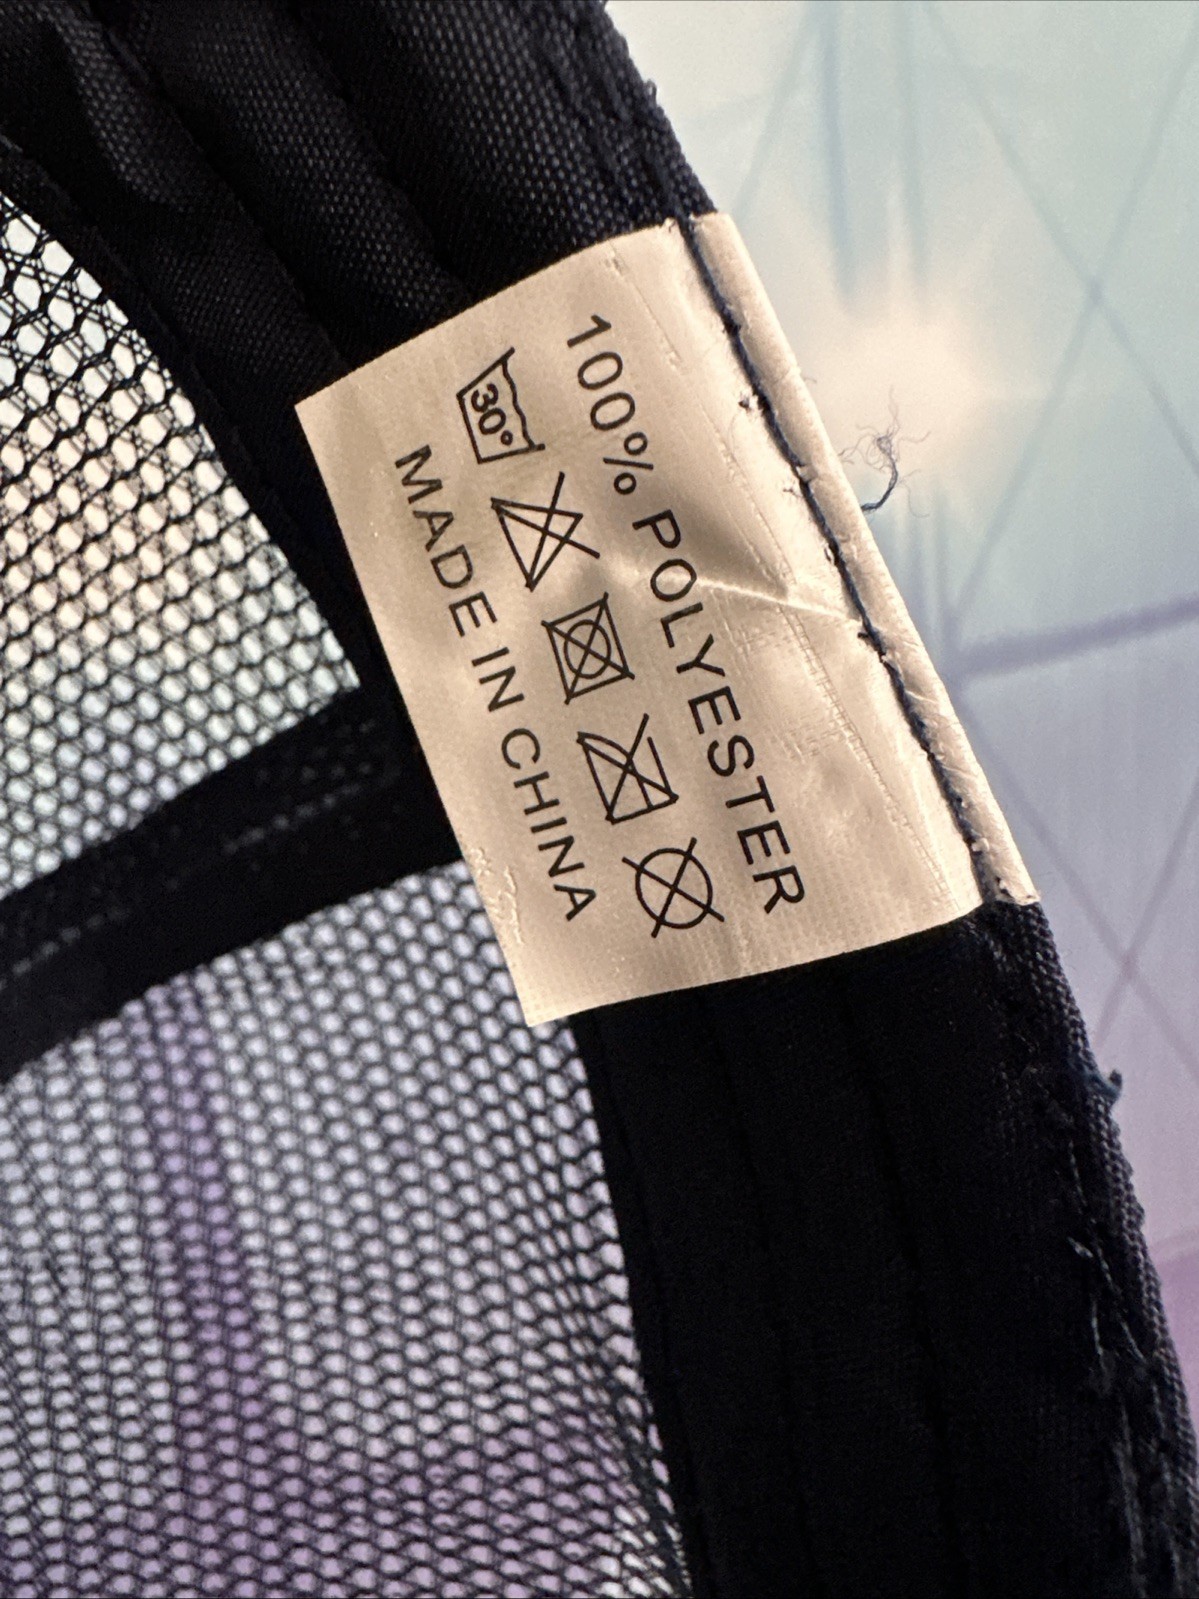 100% POLYESTER
30°
MADE IN CHINA